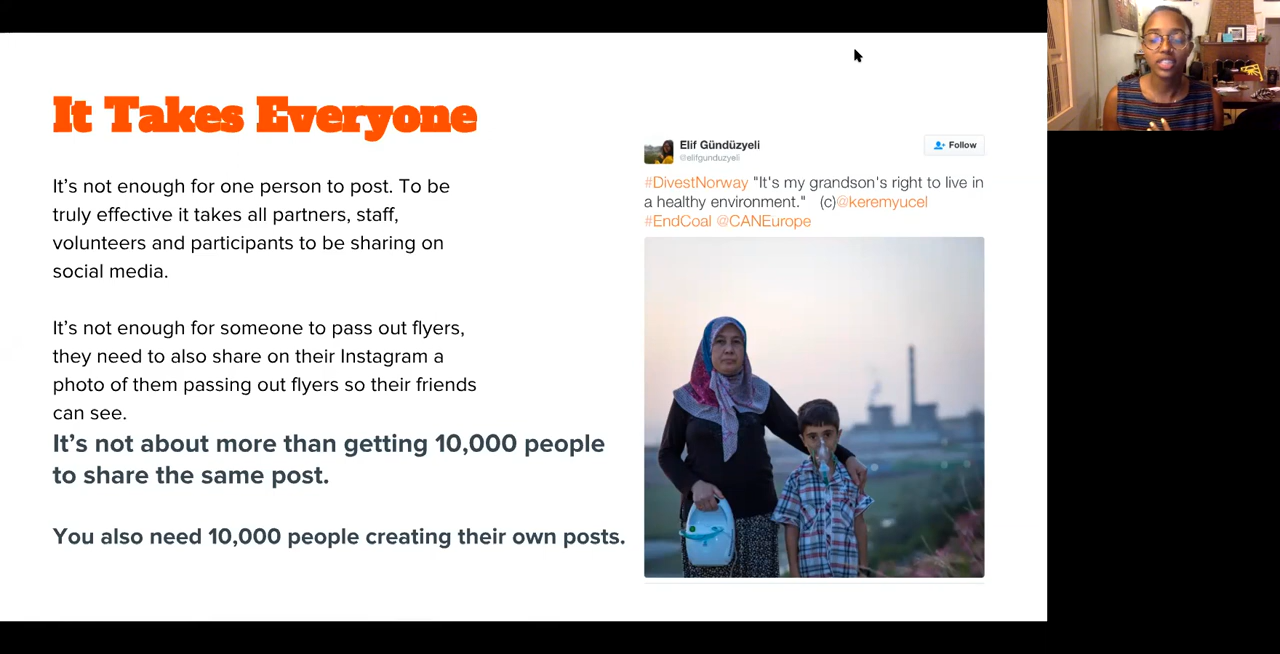 It Takes Everyone
It’s not enough for one person to post. To be
truly effective it takes all partners, staff,
volunteers and participants to be sharing on
social media.
It’s not enough for someone to pass out flyers,
they need to also share on their Instagram a
photo of them passing out flyers so their friends
can see.
It’s not about more than getting 10,000 people
to share the same post.
You also need 10,000 people creating their own posts.
Elif Gündüzyeli
@elifgunduzyeli
Follow
#DivestNorway "It's my grandson's right to live in
a healthy environment." (c)@keremyucel
#EndCoal @CANEurope